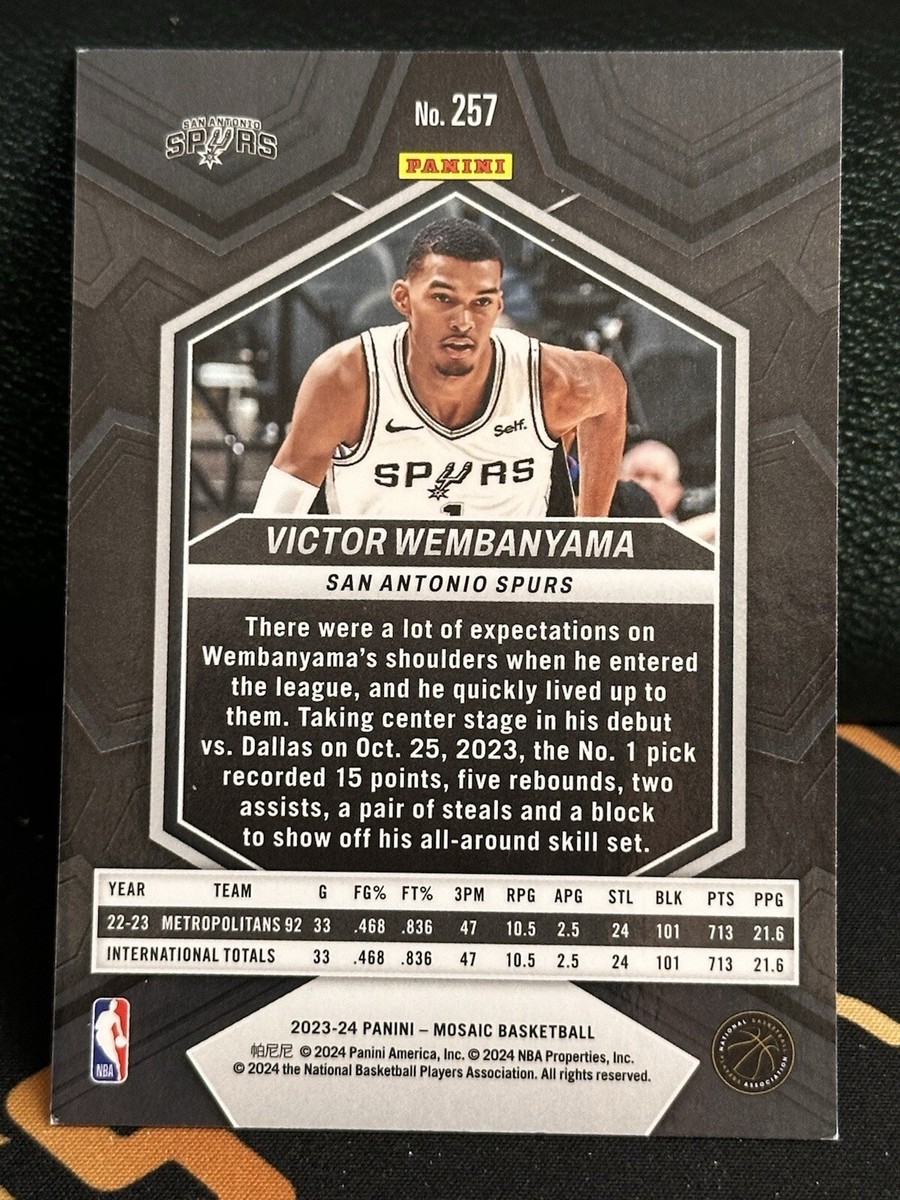 No. 257
SAN ANTONIO
SPURS
PANINI
Self.
SPURS
1
VICTOR WEMBANYAMA
SAN ANTONIO SPURS
There were a lot of expectations on
Wembanyama's shoulders when he entered
the league, and he quickly lived up to
them. Taking center stage in his debut
vs. Dallas on Oct. 25, 2023, the No. 1 pick
recorded 15 points, five rebounds, two
assists, a pair of steals and a block
to show off his all-around skill set.
YEAR TEAM G FG% FT% 3PM RPG APG STL BLK PTS PPG
22-23 METROPOLITANS 92 33 .468 .836 47 10.5 2.5 24 101 713 21.6
INTERNATIONAL TOTALS 33 .468 .836 47 10.5 2.5 24 101 713 21.6
2023-24 PANINI – MOSAIC BASKETBALL
帕尼尼 © 2024 Panini America, Inc. © 2024 NBA Properties, Inc.
© 2024 the National Basketball Players Association. All rights reserved.
NBA
NATIONAL BASKETBALL
PLAYERS ASSOCIATION